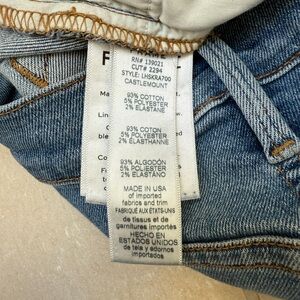 RN# 139021
CUT# 2294
STYLE: LHSKRA700
CASTLEMOUNT
93% COTTON
5% POLYESTER
2% ELASTANE
93% COTON
5% POLYESTER
2% ELASTHANNE
93% ALGODÓN
5% POLIESTER
2% ELASTANO
MADE IN USA
of imported
fabrics and trim
FABRIQUÉ AUX ÉTATS-UNIS
de tissus et de
garnitures importés
HECHO EN
ESTADOS UNIDOS
de tela y adornos
importados